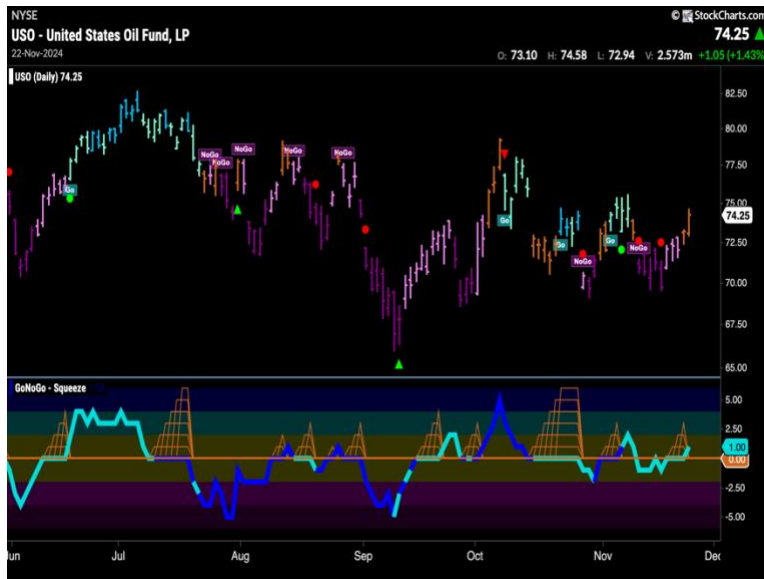 NYSE
© StockCharts.com
USO - United States Oil Fund, LP
74.25
22-Nov-2024
O: 73.10 H: 74.58 L: 72.94 V: 2.573m +1.05 (+1.43%)
USO (Daily) 74.25
82.50
80.00
77.50
75.00
74.25
72.50
70.00
67.50
65.00
Go
NoGo
NoGo
NoGo
NoGo
NoGo
Go
Go
NoGo
Go
NoGo
GoNoGo - Squeeze
5.00
2.50
1.00
0.00
-2.50
-5.00
Jun
Jul
Aug
Sep
Oct
Nov
Dec